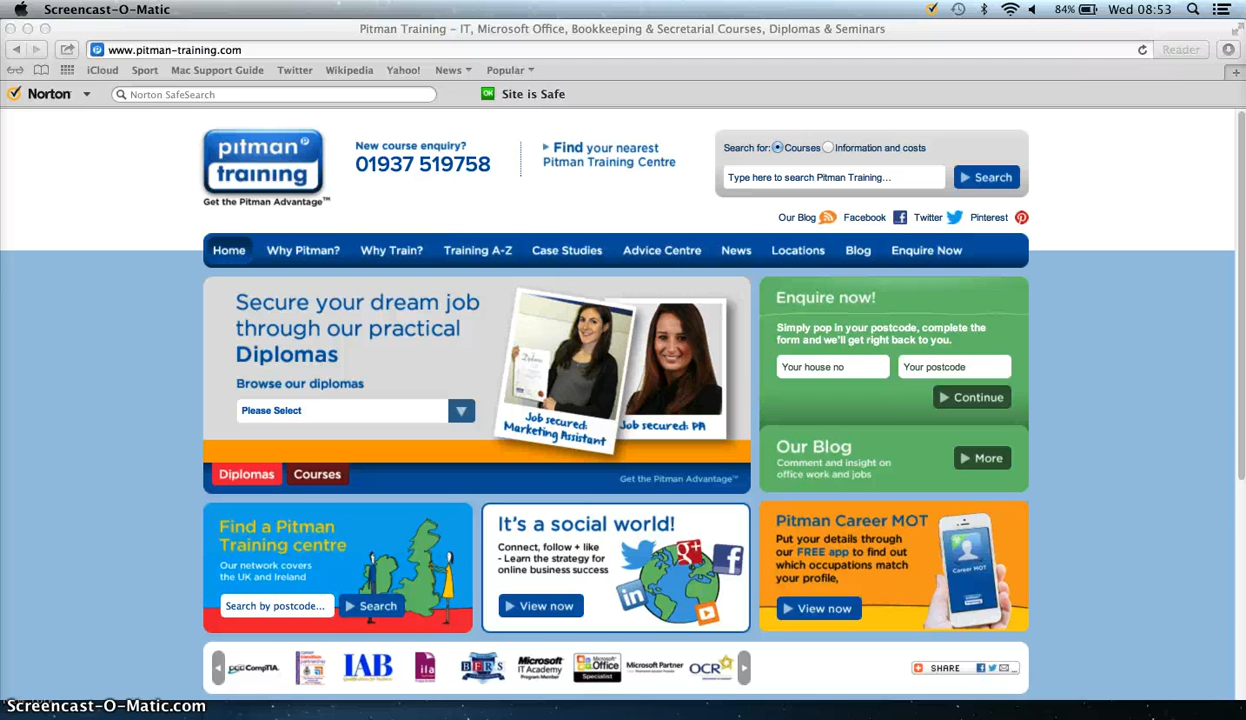 Screencast-O-Matic
84% Wed 08:53
Pitman Training – IT, Microsoft Office, Bookkeeping & Secretarial Courses, Diplomas & Seminars
www.pitman-training.com
Reader
iCloud Sport Mac Support Guide Twitter Wikipedia Yahoo! News Popular
Norton
Norton SafeSearch
OK
Site is Safe
pitman
training
Get the Pitman Advantage™
New course enquiry?
01937 519758
Find your nearest
Pitman Training Centre
Search for: Courses Information and costs
Type here to search Pitman Training...
Search
Our Blog Facebook Twitter Pinterest
Home Why Pitman? Why Train? Training A-Z Case Studies Advice Centre News Locations Blog Enquire Now
Secure your dream job
through our practical
Diplomas
Browse our diplomas
Please Select
Job secured:
Marketing Assistant
Job secured: PA
Diplomas Courses
Get the Pitman Advantage™
Enquire now!
Simply pop in your postcode, complete the
form and we'll get right back to you.
Your house no
Your postcode
Continue
Our Blog
Comment and insight on
office work and jobs
More
Find a Pitman
Training centre
Our network covers
the UK and Ireland
Search by postcode...
Search
It's a social world!
Connect, follow + like
- Learn the strategy for
online business success
View now
Pitman Career MOT
Put your details through
our FREE app to find out
which occupations match
your profile,
View now
Career MOT
CompTIA
IAB
ila
BFRS
Microsoft
IT Academy
Program Member
Microsoft
Office
Specialist
Microsoft Partner
OCR
SHARE
Screencast-O-Matic.com